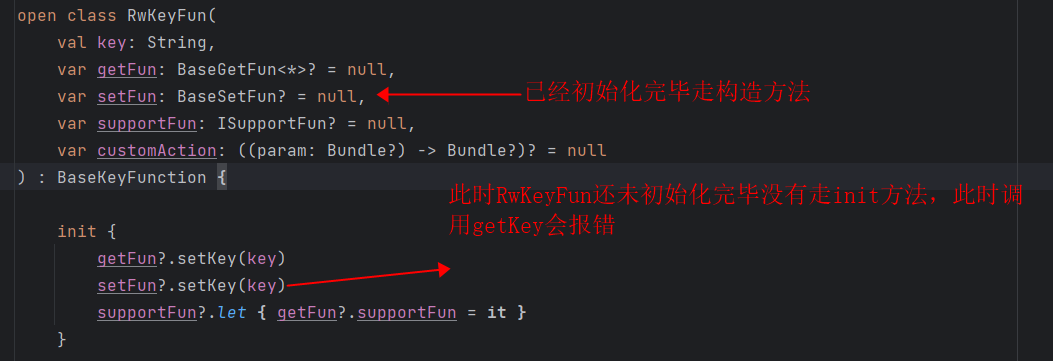 open class RwKeyFun(
    val key: String,
    var getFun: BaseGetFun<*>? = null,
    var setFun: BaseSetFun? = null,
已经初始化完毕走构造方法
    var supportFun: ISupportFun? = null,
    var customAction: ((param: Bundle?) -> Bundle?)? = null
) : BaseKeyFunction {
此时RwKeyFun还未初始化完毕没有走init方法，此时调
用getKey会报错
    init {
        getFun?.setKey(key)
        setFun?.setKey(key)
        supportFun?.let { getFun?.supportFun = it }
    }